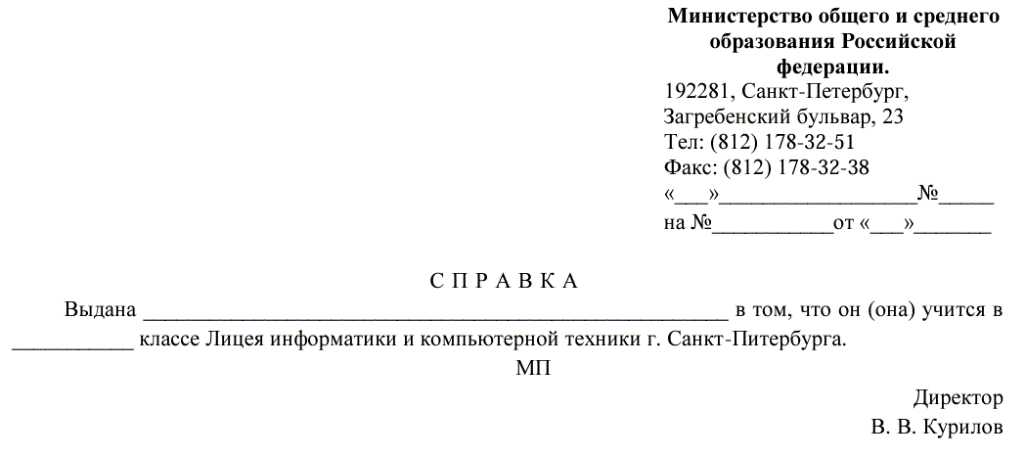 Министерство общего и среднего
образования Российской
федерации.
192281, Санкт-Петербург,
Загребенский бульвар, 23
Тел: (812) 178-32-51
Факс: (812) 178-32-38
«___»__________________№_____
на №___________от «___»_______
С П Р А В К А
Выдана _____________________________________________________ в том, что он (она) учится в
___________ классе Лицея информатики и компьютерной техники г. Санкт-Питербурга.
МП
Директор
В. В. Курилов